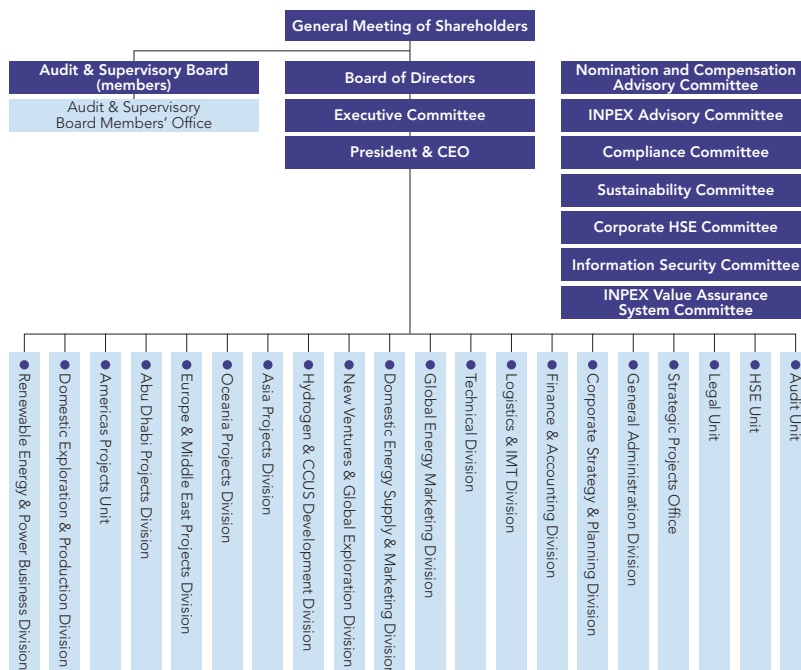 General Meeting of Shareholders
Audit & Supervisory Board
(members)
Audit & Supervisory
Board Members' Office
Board of Directors
Executive Committee
President & CEO
Nomination and Compensation
Advisory Committee
INPEX Advisory Committee
Compliance Committee
Sustainability Committee
Corporate HSE Committee
Information Security Committee
INPEX Value Assurance
System Committee
Renewable Energy & Power Business Division
Domestic Exploration & Production Division
Americas Projects Unit
Abu Dhabi Projects Division
Europe & Middle East Projects Division
Oceania Projects Division
Asia Projects Division
Hydrogen & CCUS Development Division
New Ventures & Global Exploration Division
Domestic Energy Supply & Marketing Division
Global Energy Marketing Division
Technical Division
Logistics & IMT Division
Finance & Accounting Division
Corporate Strategy & Planning Division
General Administration Division
Strategic Projects Office
Legal Unit
HSE Unit
Audit Unit